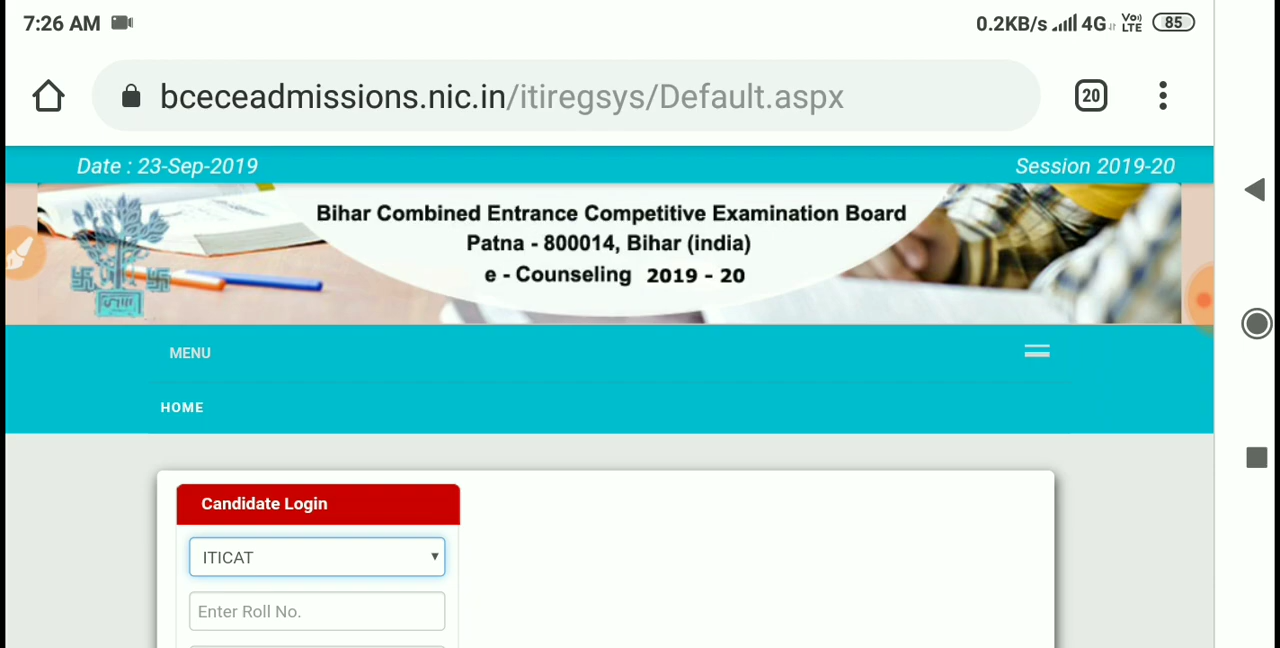 7:26 AM 0.2KB/s 4G Vo) LTE 85
bceceadmissions.nic.in/itiregsys/Default.aspx 20
Date : 23-Sep-2019 Session 2019-20
Bihar Combined Entrance Competitive Examination Board
Patna - 800014, Bihar (india)
e - Counseling 2019 - 20
MENU
HOME
Candidate Login
ITICAT
Enter Roll No.